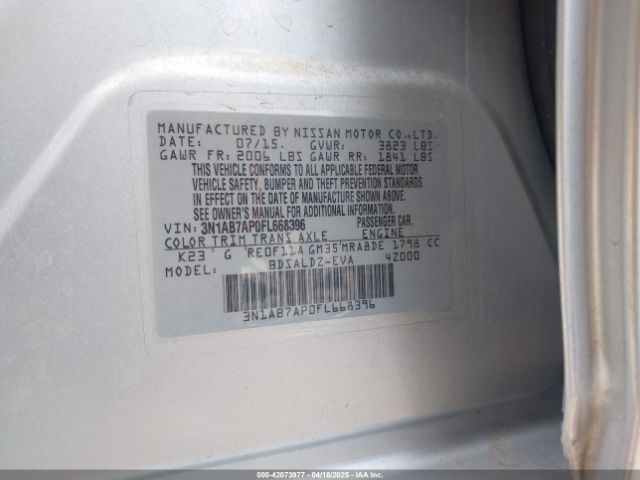 MANUFACTURED BY NISSAN MOTOR CO.,LTD.
DATE: 07/15. GVWR: 3823 LBS
GAWR FR: 2006 LBS GAWR RR: 1841 LBS
THIS VEHICLE CONFORMS TO ALL APPLICABLE FEDERAL MOTOR
VEHICLE SAFETY, BUMPER AND THEFT PREVENTION STANDARDS
IN EFFECT ON THE DATE OF MANUFACTURE SHOWN ABOVE.
SEE OWNER'S MANUAL FOR ADDITIONAL INFORMATION.
VIN: 3N1AB7AP0FL668396 PASSENGER CAR.
COLOR TRIM TRANS AXLE ENGINE
K23 G RE0F11A GM35 MRA8DE 1798 CC
MODEL: BDSALDZ-EVA 4Z000
3N1AB7AP0FL668396
000-42073977 - 04/18/2025 - IAAI.COM